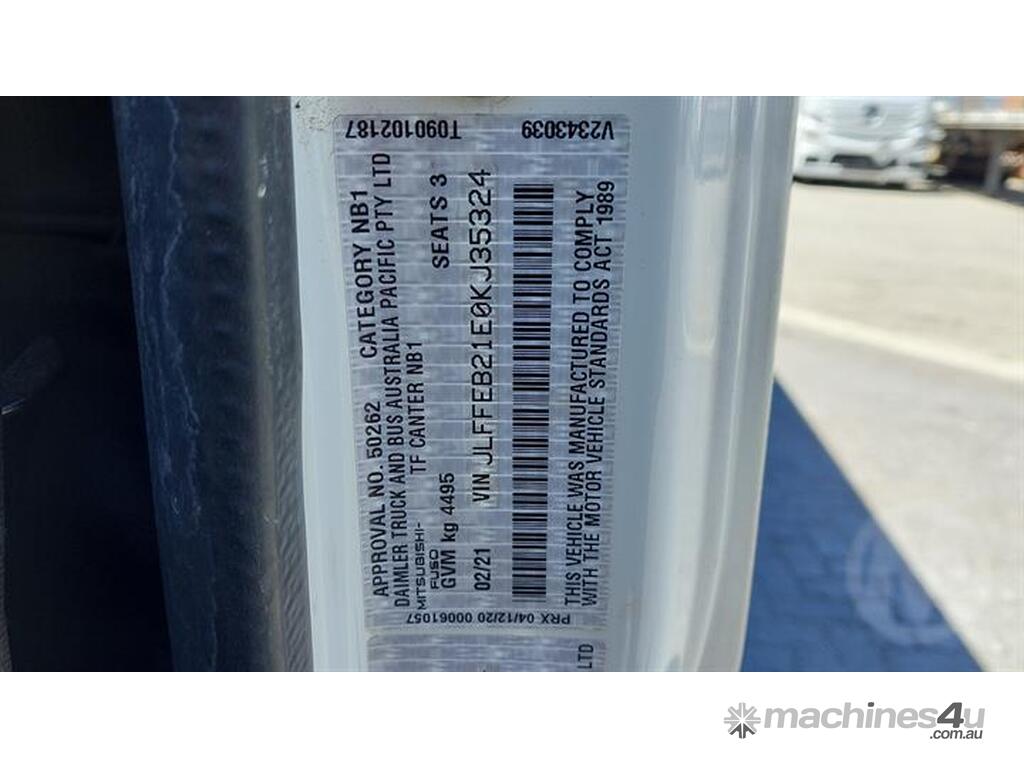 APPROVAL NO. 50262 CATEGORY NB1
DAIMLER TRUCK AND BUS AUSTRALIA PACIFIC PTY LTD
MITSUBISHI- TF CANTER NB1
FUSO
GVM kg 4495 SEATS 3
02/21 VIN JLFFEB21E0KJ35324
THIS VEHICLE WAS MANUFACTURED TO COMPLY
WITH THE MOTOR VEHICLE STANDARDS ACT 1989
PRX 04/12/20 00061057
T090102187
V2343039
LTD
machines4u
.com.au